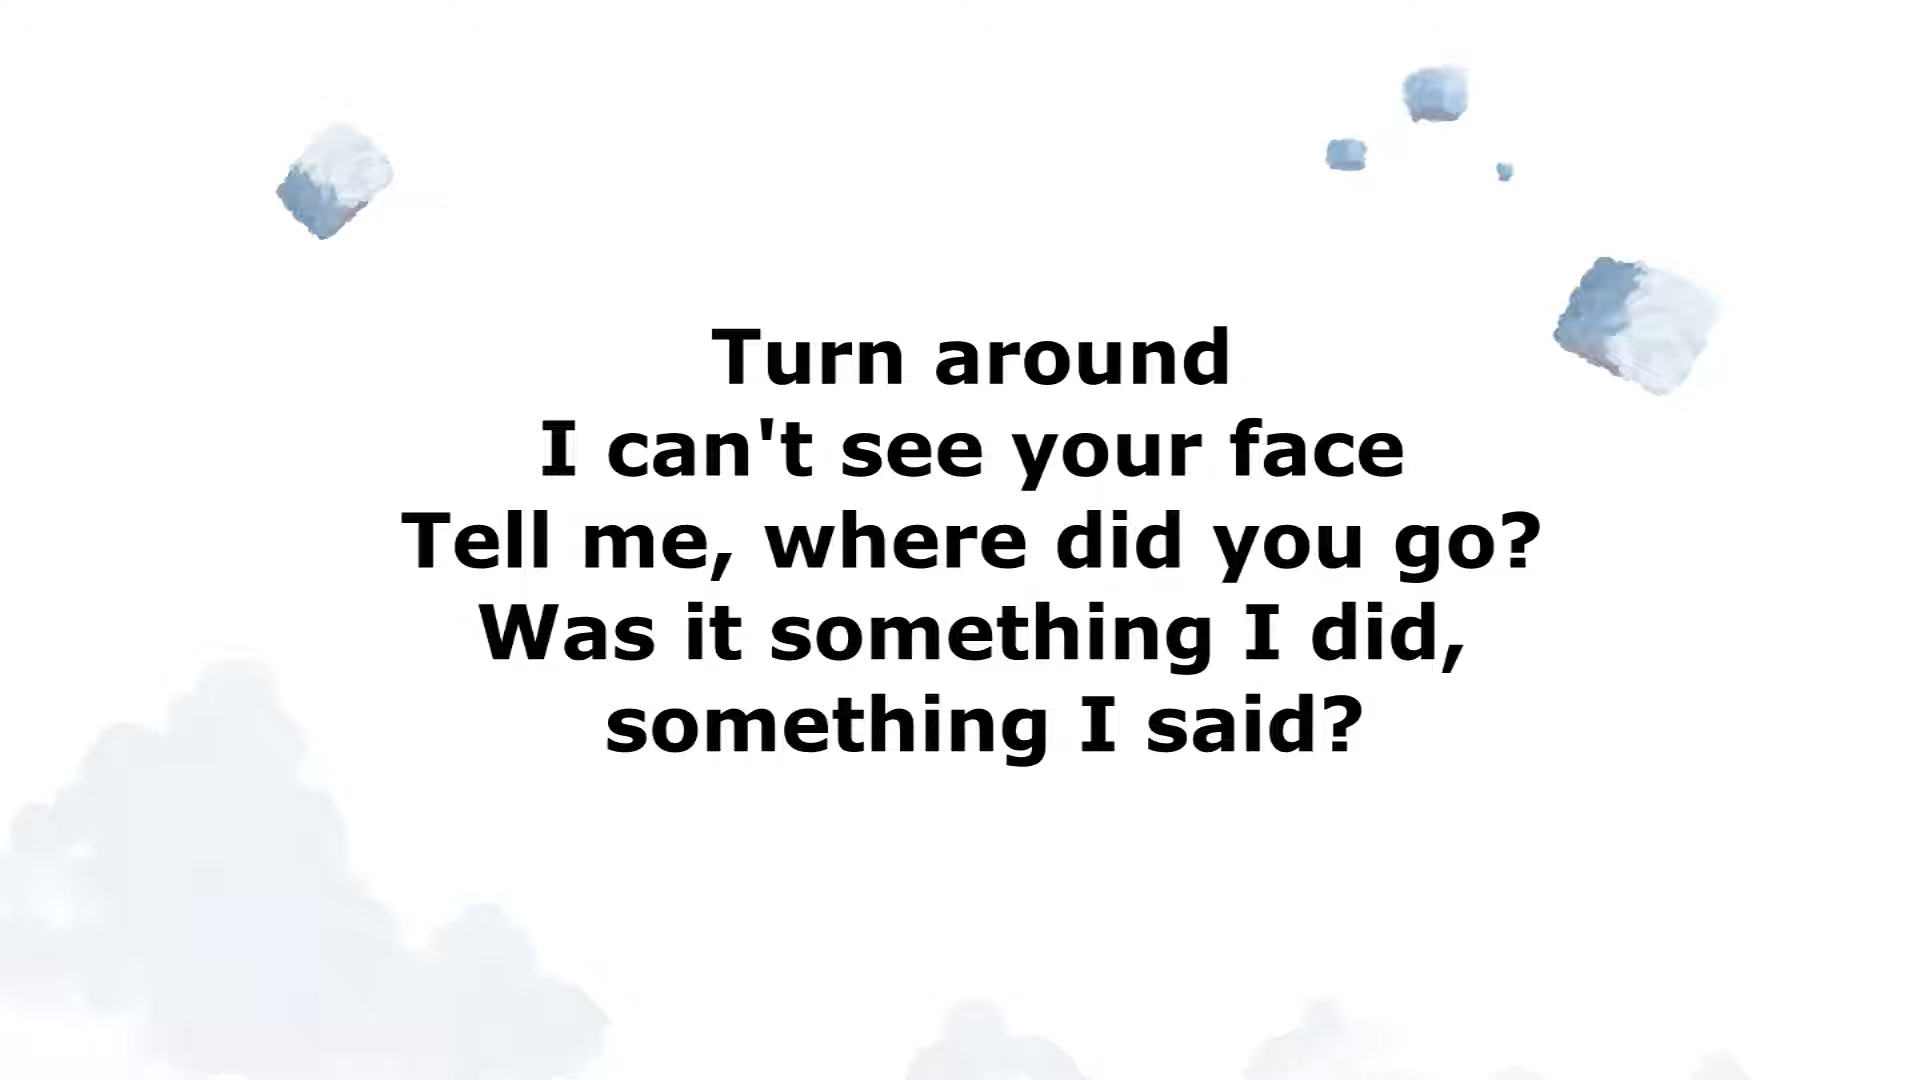 Turn around
I can't see your face
Tell me, where did you go?
Was it something I did,
something I said?